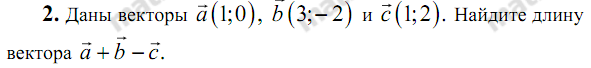 2. Даны векторы a⃗(1;0), b⃗(3;−2) и c⃗(1;2). Найдите длину
вектора a⃗+b⃗−c⃗.